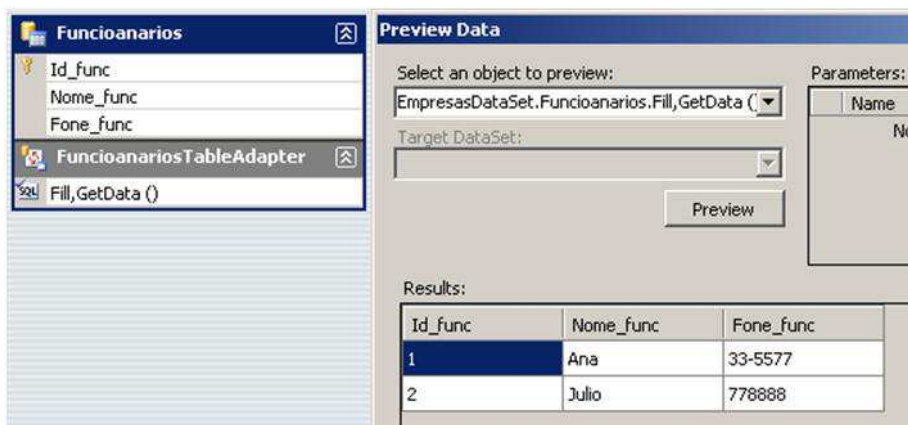 Funcioanarios
Id_func
Nome_func
Fone_func
FuncioanariosTableAdapter
SQL Fill,GetData ()
Preview Data
Select an object to preview:
EmpresasDataSet.Funcioanarios.Fill,GetData (
Target DataSet:
Preview
Parameters:
Name
Results:
Id_func Nome_func Fone_func
1 Ana 33-5577
2 Julio 778888